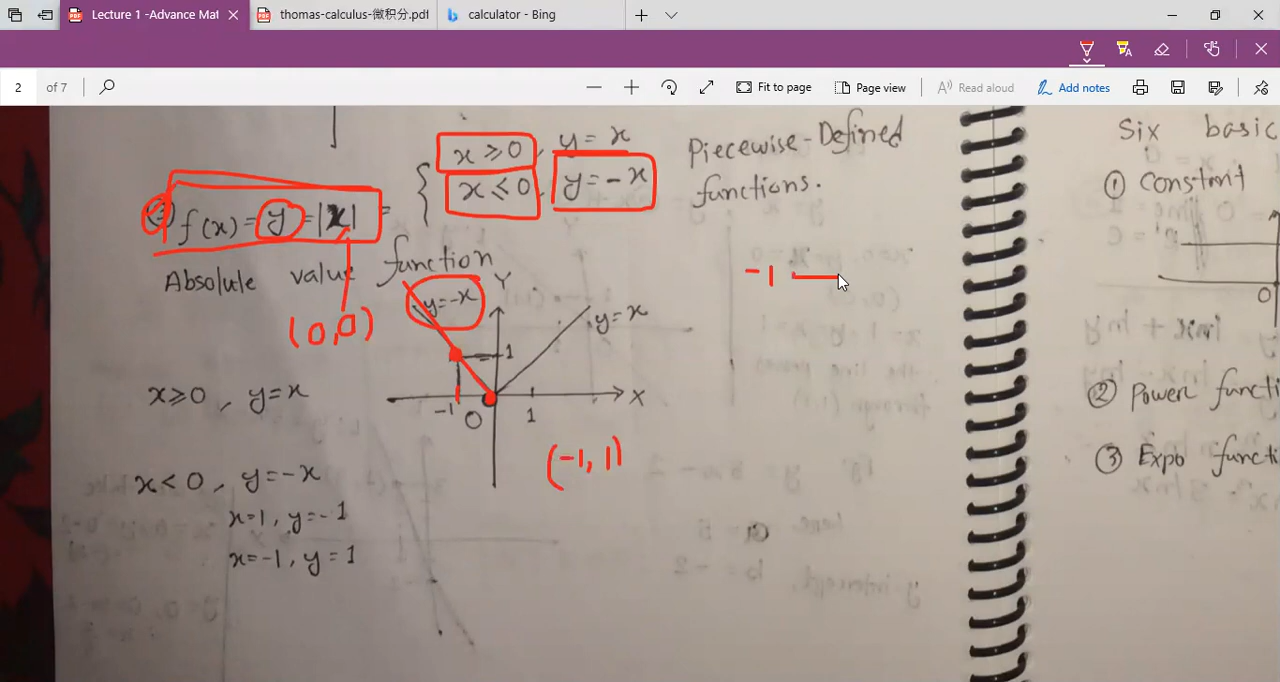 Lecture 1 -Advance Mat
thomas-calculus-微积分.pdf
calculator - Bing
2 of 7
Fit to page
Page view
Read aloud
Add notes
f(x) = y = |x| = { x ≥ 0, y = x
x ≤ 0, y = -x
Piecewise-Defined
functions.
Absolute value function
(0,0)
y=-x
Y
y=x
1
-1
O
1
X
(-1, 1)
-1
x≥0, y=x
x<0, y=-x
x=1, y=-1
x=-1, y=1
Six basic
① Constant
0
② Power functi
③ Expo functi